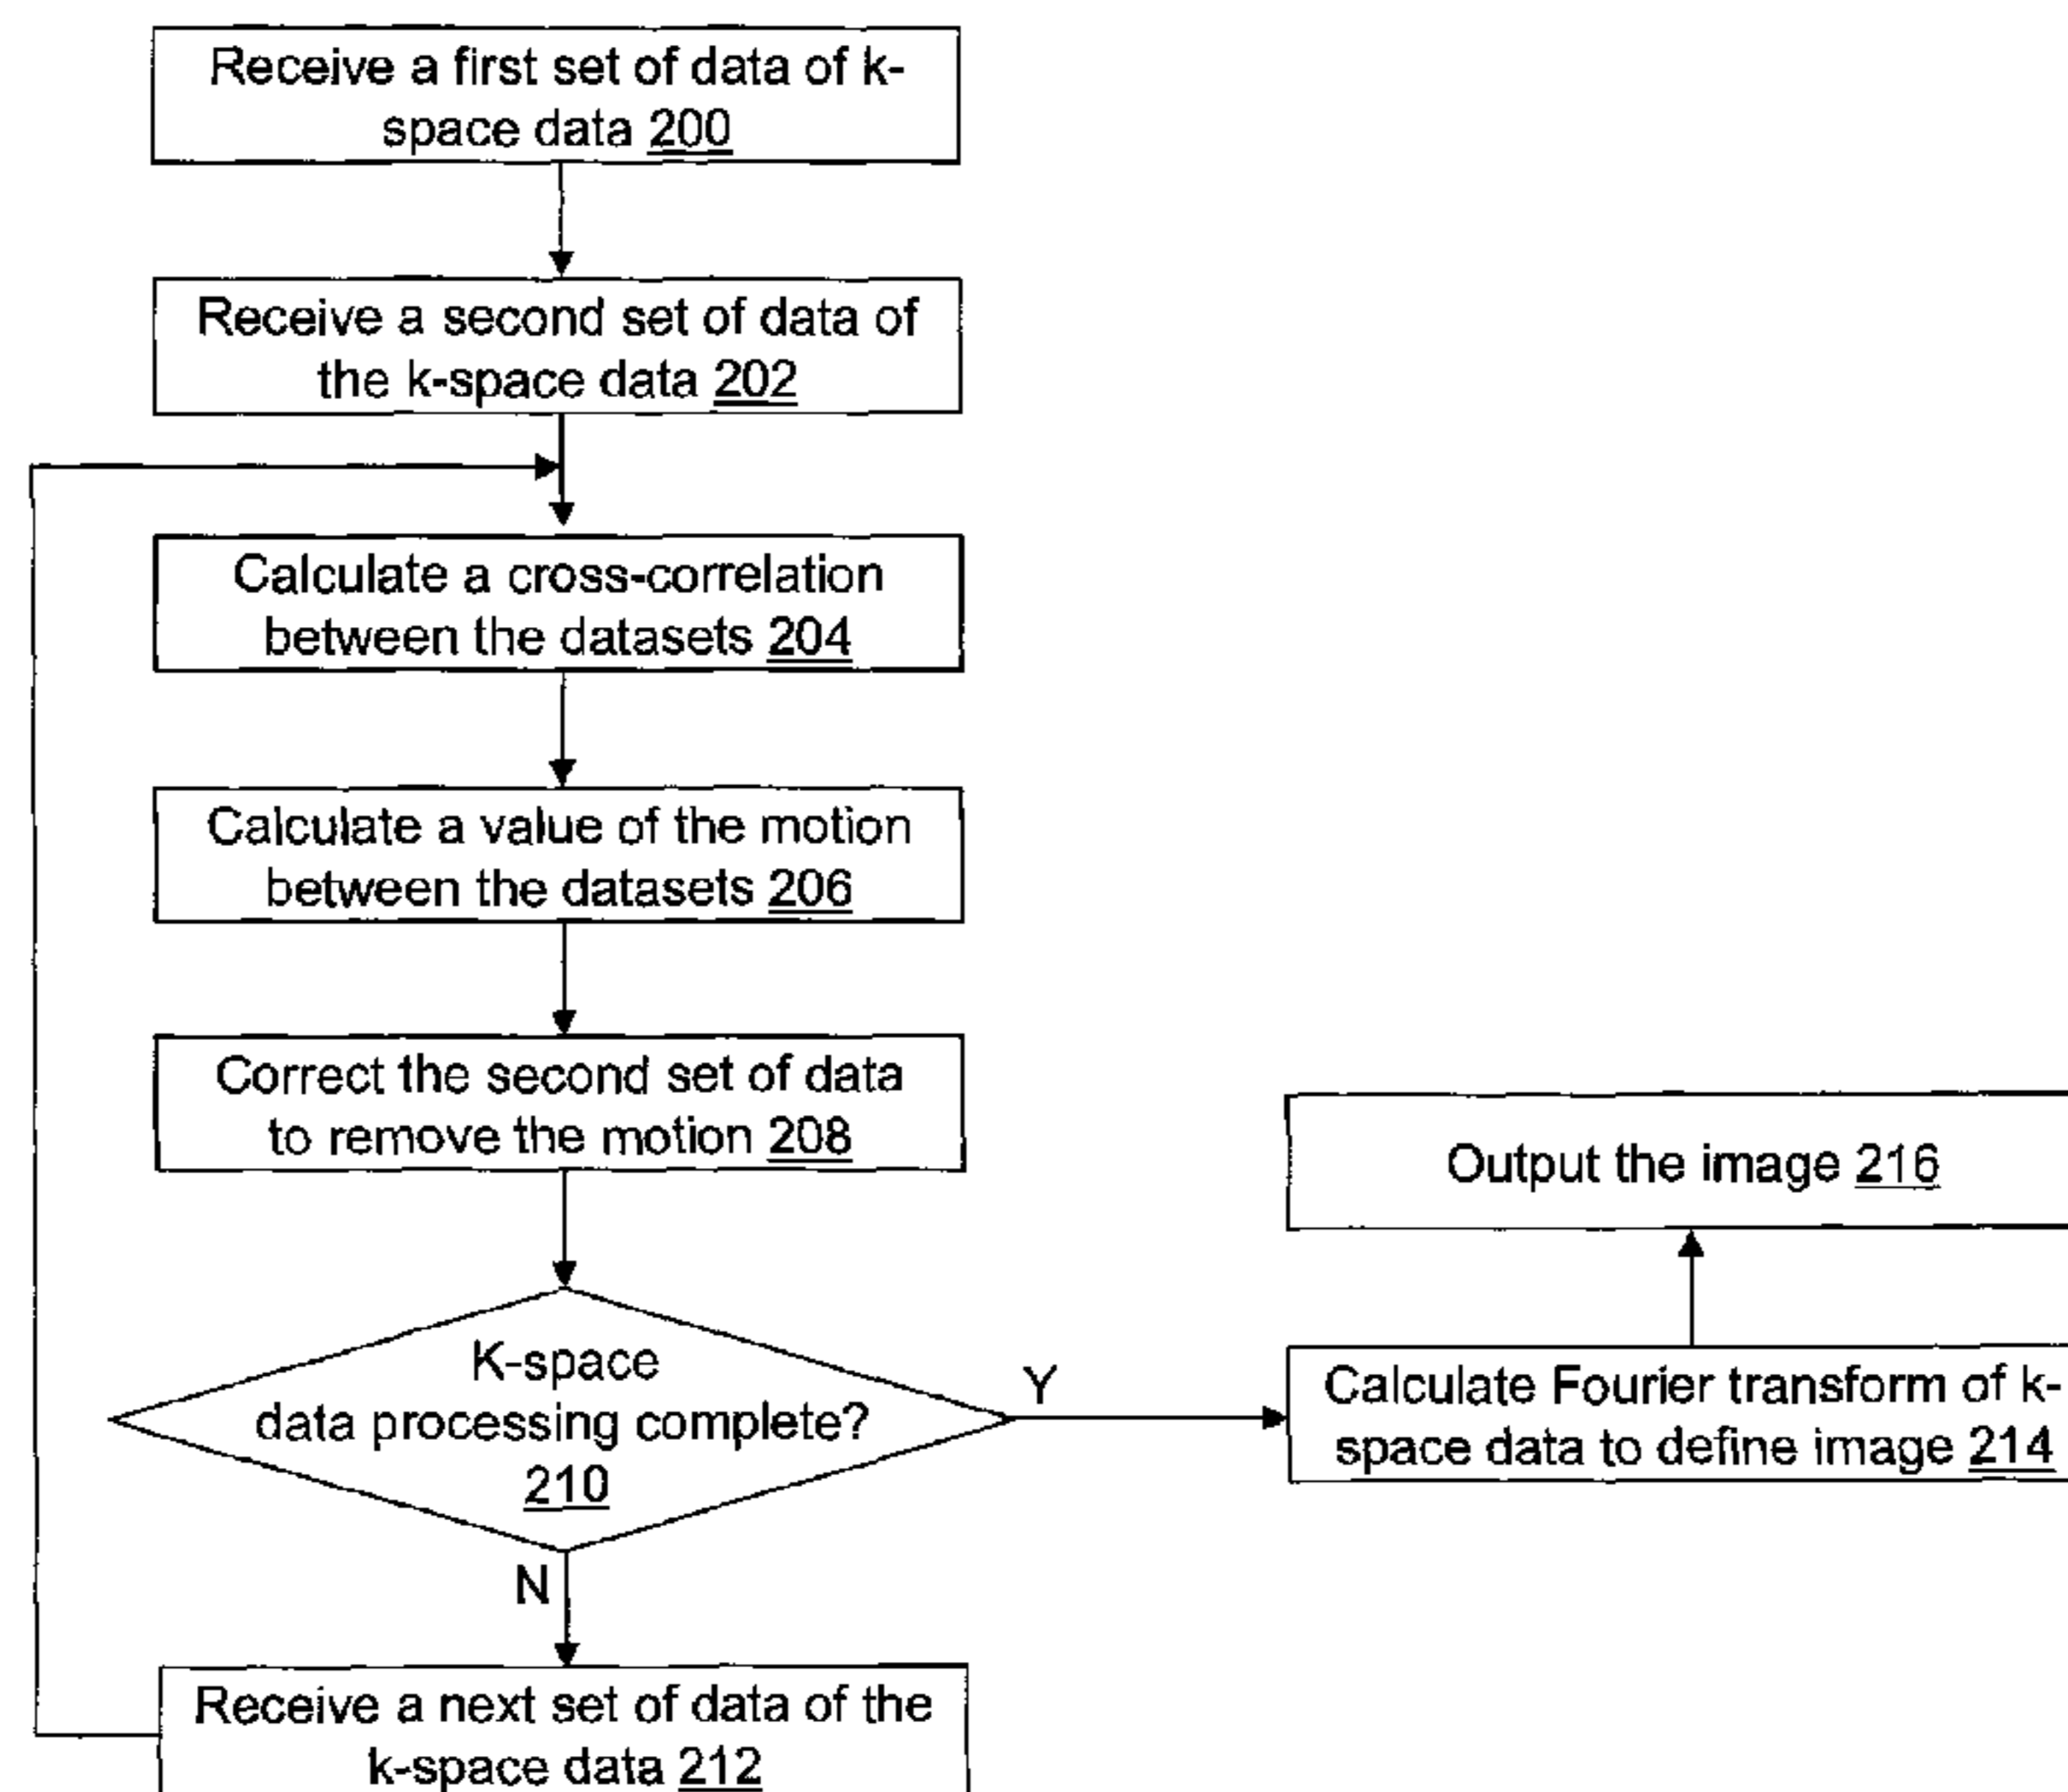 Receive a first set of data of k-
space data 200
Receive a second set of data of
the k-space data 202
Calculate a cross-correlation
between the datasets 204
Calculate a value of the motion
between the datasets 206
Correct the second set of data
to remove the motion 208
K-space
data processing complete?
210
Y
N
Receive a next set of data of the
k-space data 212
Calculate Fourier transform of k-
space data to define image 214
Output the image 216